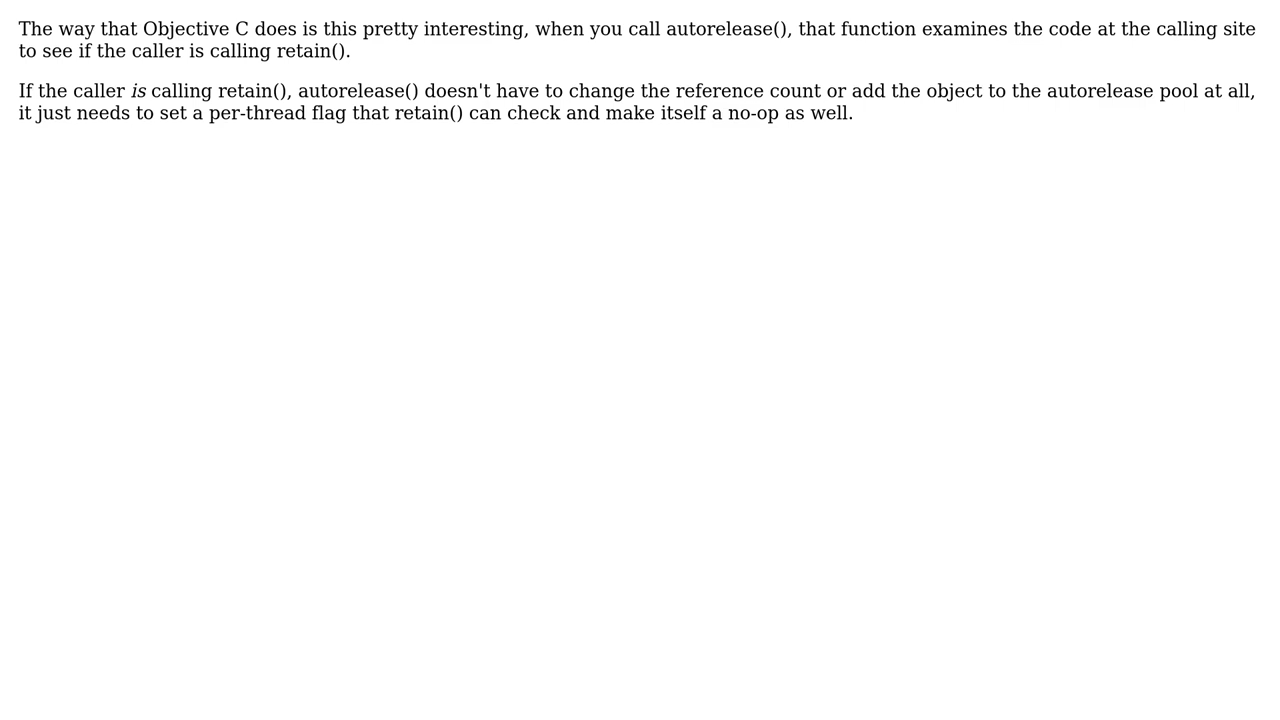 The way that Objective C does is this pretty interesting, when you call autorelease(), that function examines the code at the calling site
to see if the caller is calling retain().
If the caller is calling retain(), autorelease() doesn't have to change the reference count or add the object to the autorelease pool at all,
it just needs to set a per-thread flag that retain() can check and make itself a no-op as well.